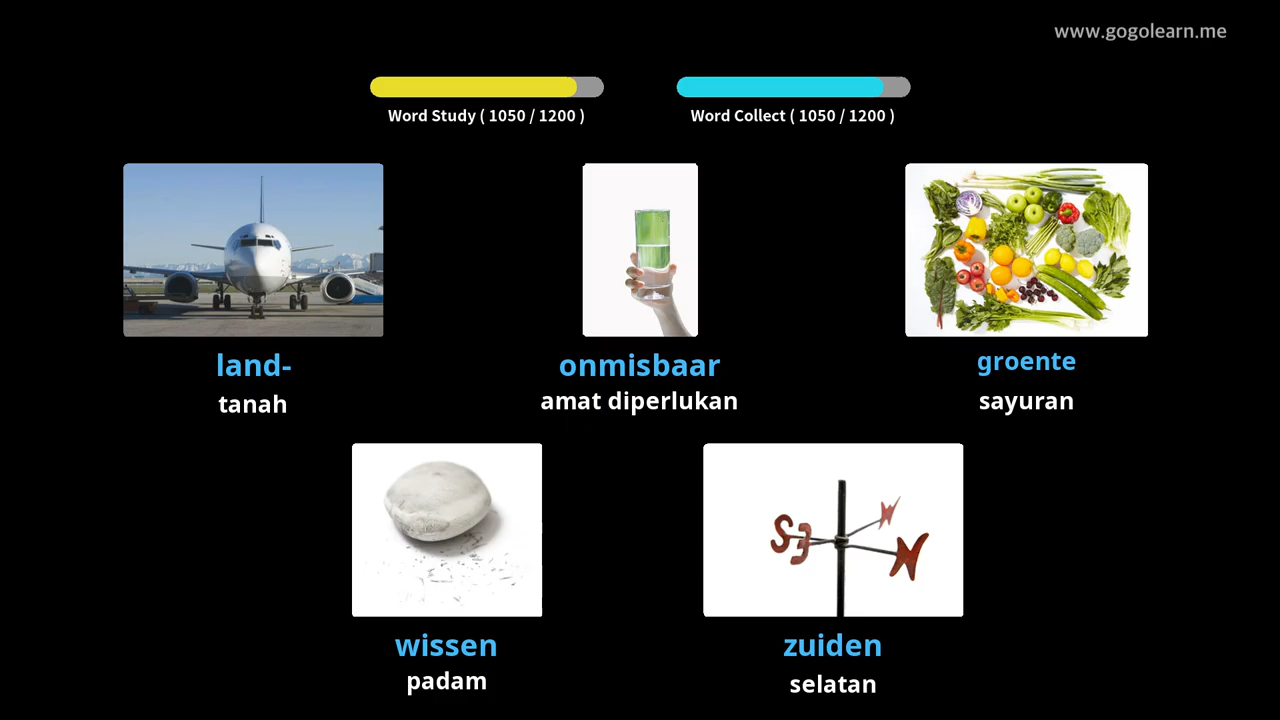 www.gogolearn.me
Word Study ( 1050 / 1200 )
Word Collect ( 1050 / 1200 )
land-
tanah
onmisbaar
amat diperlukan
groente
sayuran
wissen
padam
zuiden
selatan